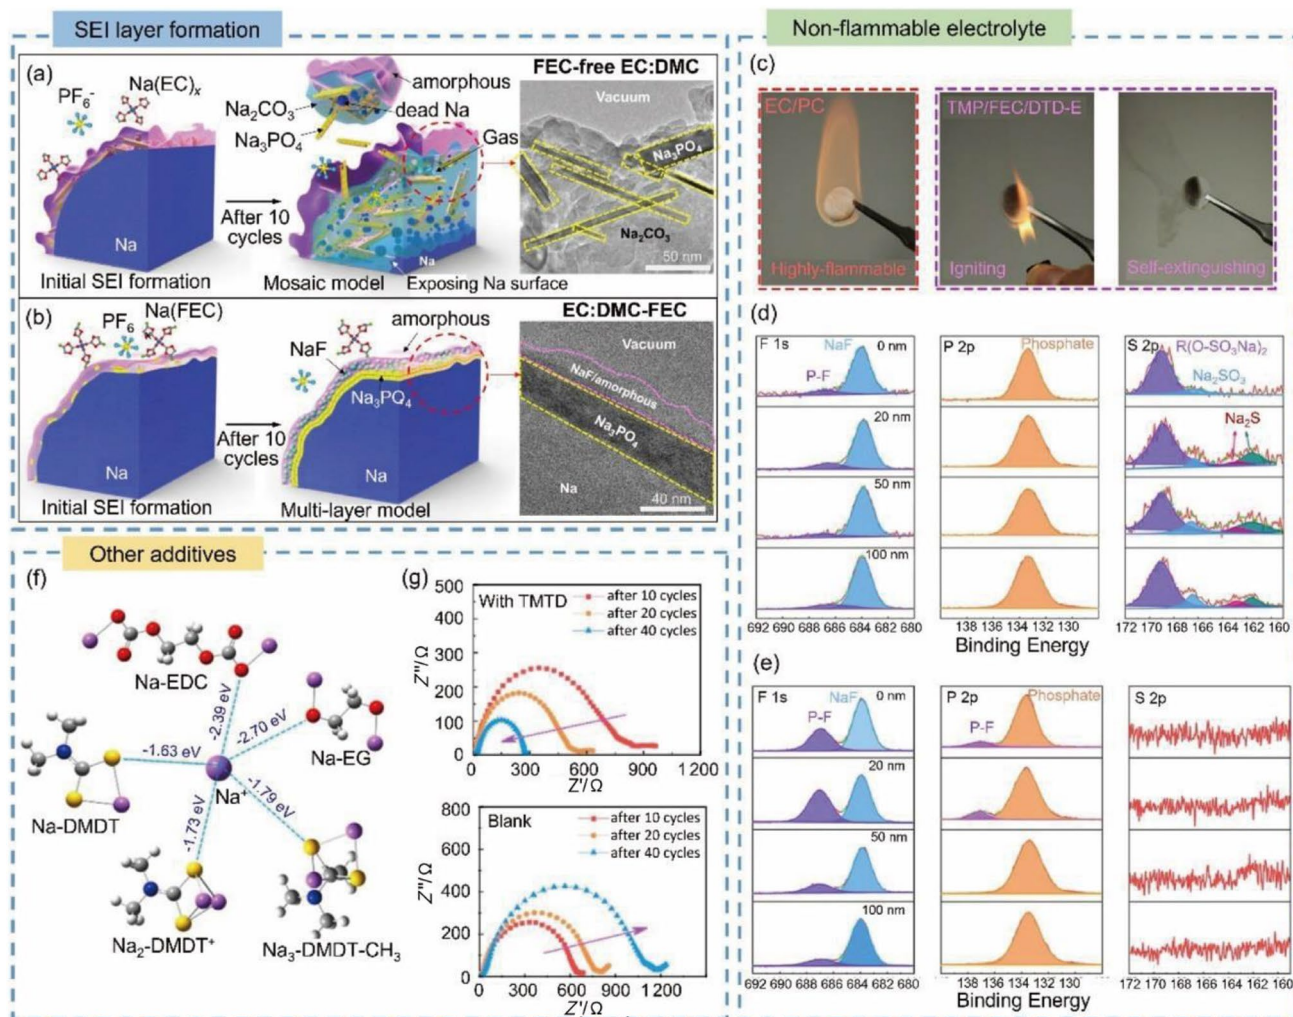 SEI layer formation
(a)
PF6-
Na(EC)x
Na
Initial SEI formation
After 10
cycles
amorphous
Na2CO3
dead Na
Na3PO4
Gas
Na
Mosaic model
Exposing Na surface
FEC-free EC:DMC
Vacuum
Na3PO4
Na2CO3
50 nm
(b)
PF6
Na(FEC)
Na
Initial SEI formation
After 10
cycles
amorphous
NaF
Na3PO4
Na
Multi-layer model
EC:DMC-FEC
Vacuum
NaF/amorphous
Na3PO4
Na
40 nm
Non-flammable electrolyte
(c)
EC/PC
Highly-flammable
TMP/FEC/DTD-E
Igniting
Self-extinguishing
(d)
F 1s
NaF
0 nm
P-F
20 nm
50 nm
100 nm
692 690 688 686 684 682 680
P 2p
Phosphate
138 136 134 132 130
Binding Energy
S 2p
R(O-SO3Na)2
Na2SO3
Na2S
172 170 168 166 164 162 160
(e)
F 1s
NaF
0 nm
P-F
20 nm
50 nm
100 nm
692 690 688 686 684 682 680
P 2p
Phosphate
P-F
140 138 136 134 132 130
Binding Energy
S 2p
172 170 168 166 164 162 160
Other additives
(f)
Na-EDC
-2.39 eV
-2.70 eV
Na-EG
-1.63 eV
Na+
Na-DMDT
-1.73 eV
-1.79 eV
Na2-DMDT+
Na3-DMDT-CH3
(g)
With TMTD
after 10 cycles
after 20 cycles
after 40 cycles
Z''/Ω
500
400
300
200
100
0
0 300 600 900 1200
Z'/Ω
Blank
after 10 cycles
after 20 cycles
after 40 cycles
Z''/Ω
800
600
400
200
0
0 300 600 900 1200
Z'/Ω